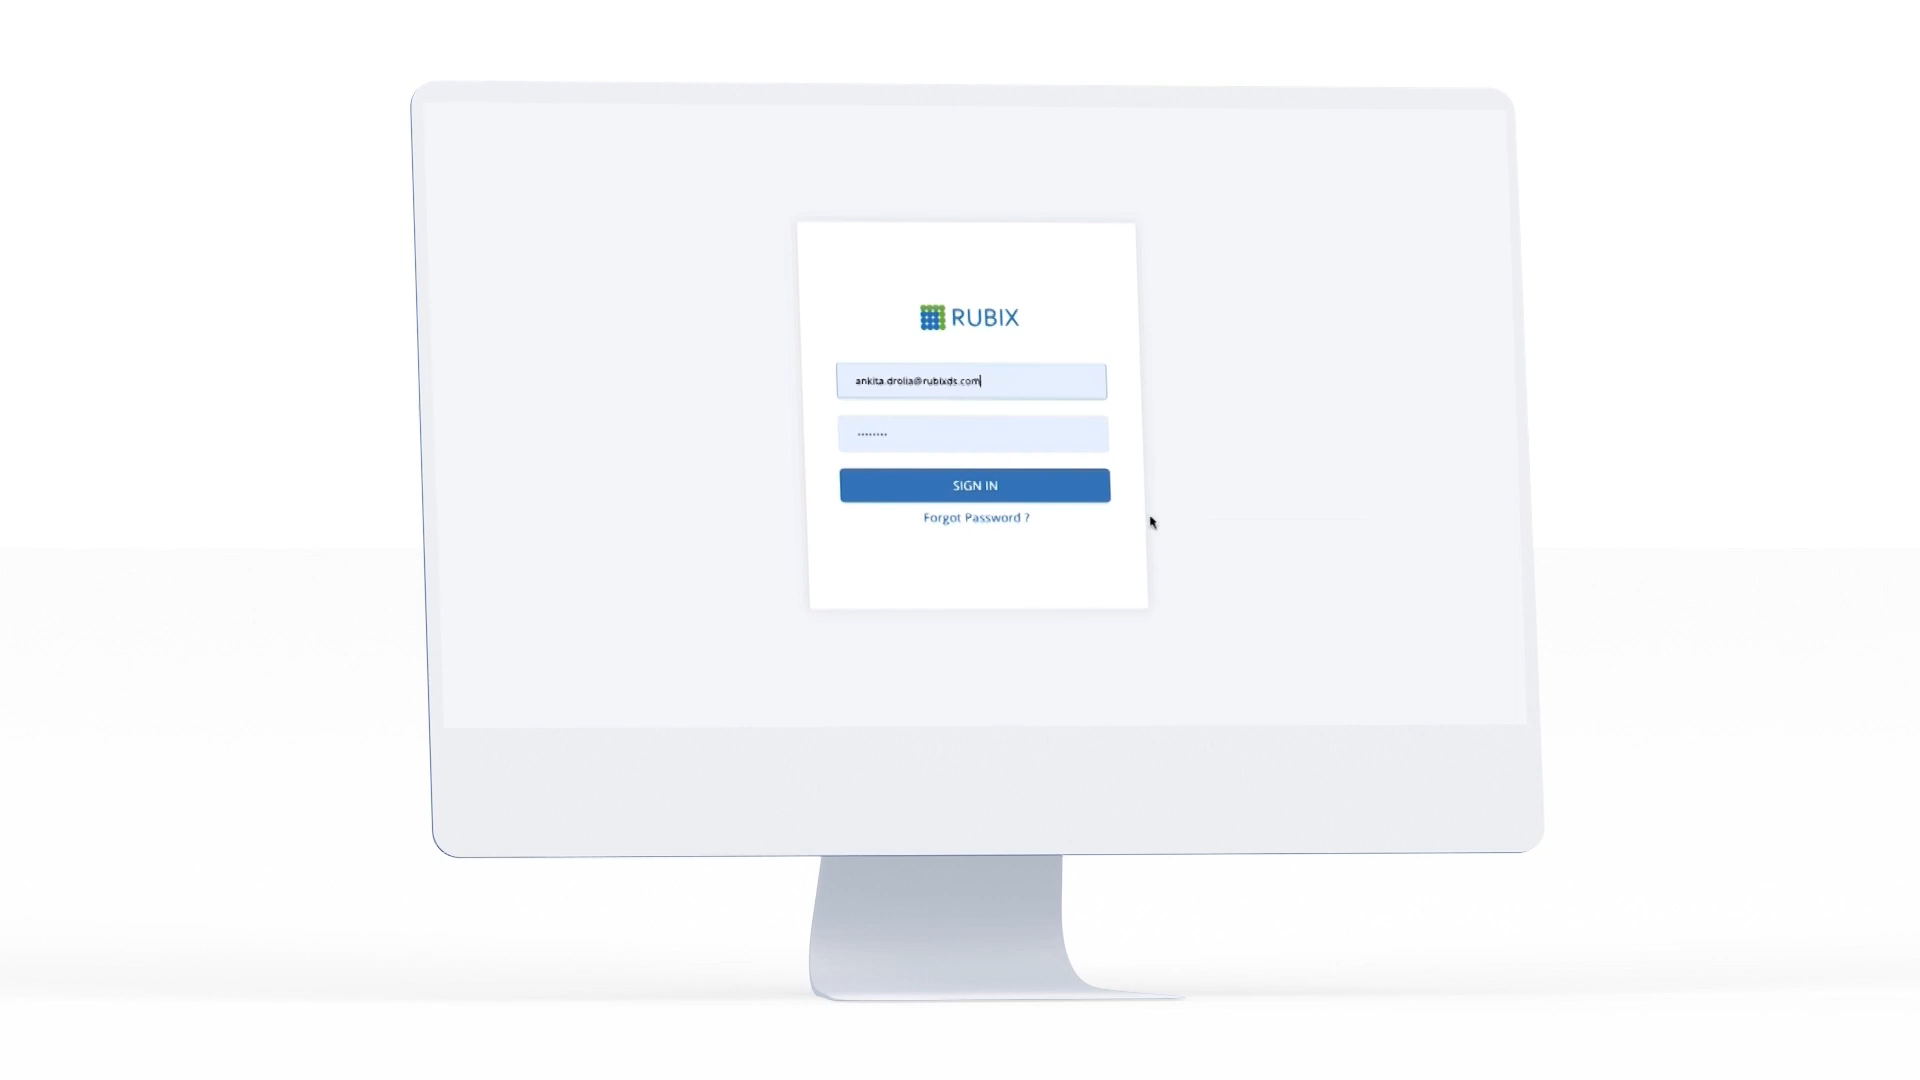 RUBIX
ankita.drolia@rubixds.com
••••••••
SIGN IN
Forgot Password ?